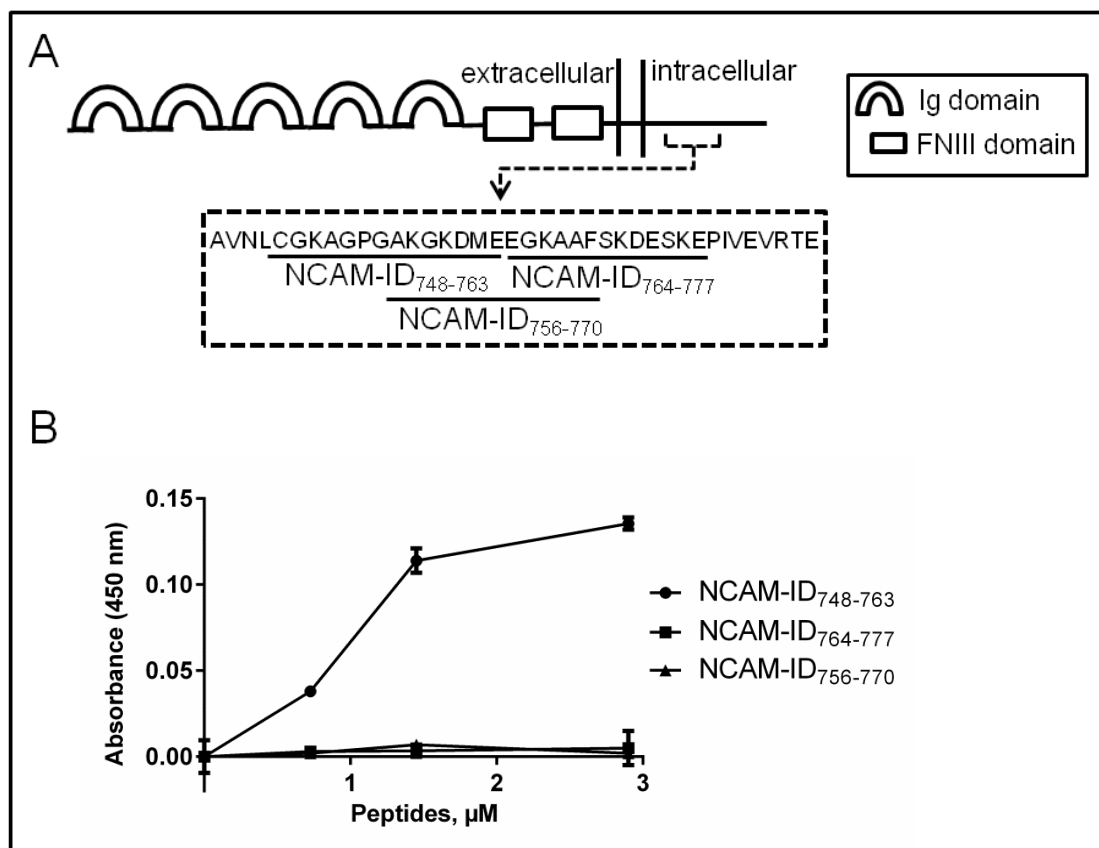 A
extracellular intracellular
Ig domain
FNIII domain
AVNLCGKAGPGAKGKDMEEGKAAFSKDESKEPIVEVRTE
NCAM-ID748-763 NCAM-ID764-777
NCAM-ID756-770
B
0.15
0.10
0.05
0.00
Absorbance (450 nm)
1 2 3
Peptides, µM
NCAM-ID748-763
NCAM-ID764-777
NCAM-ID756-770